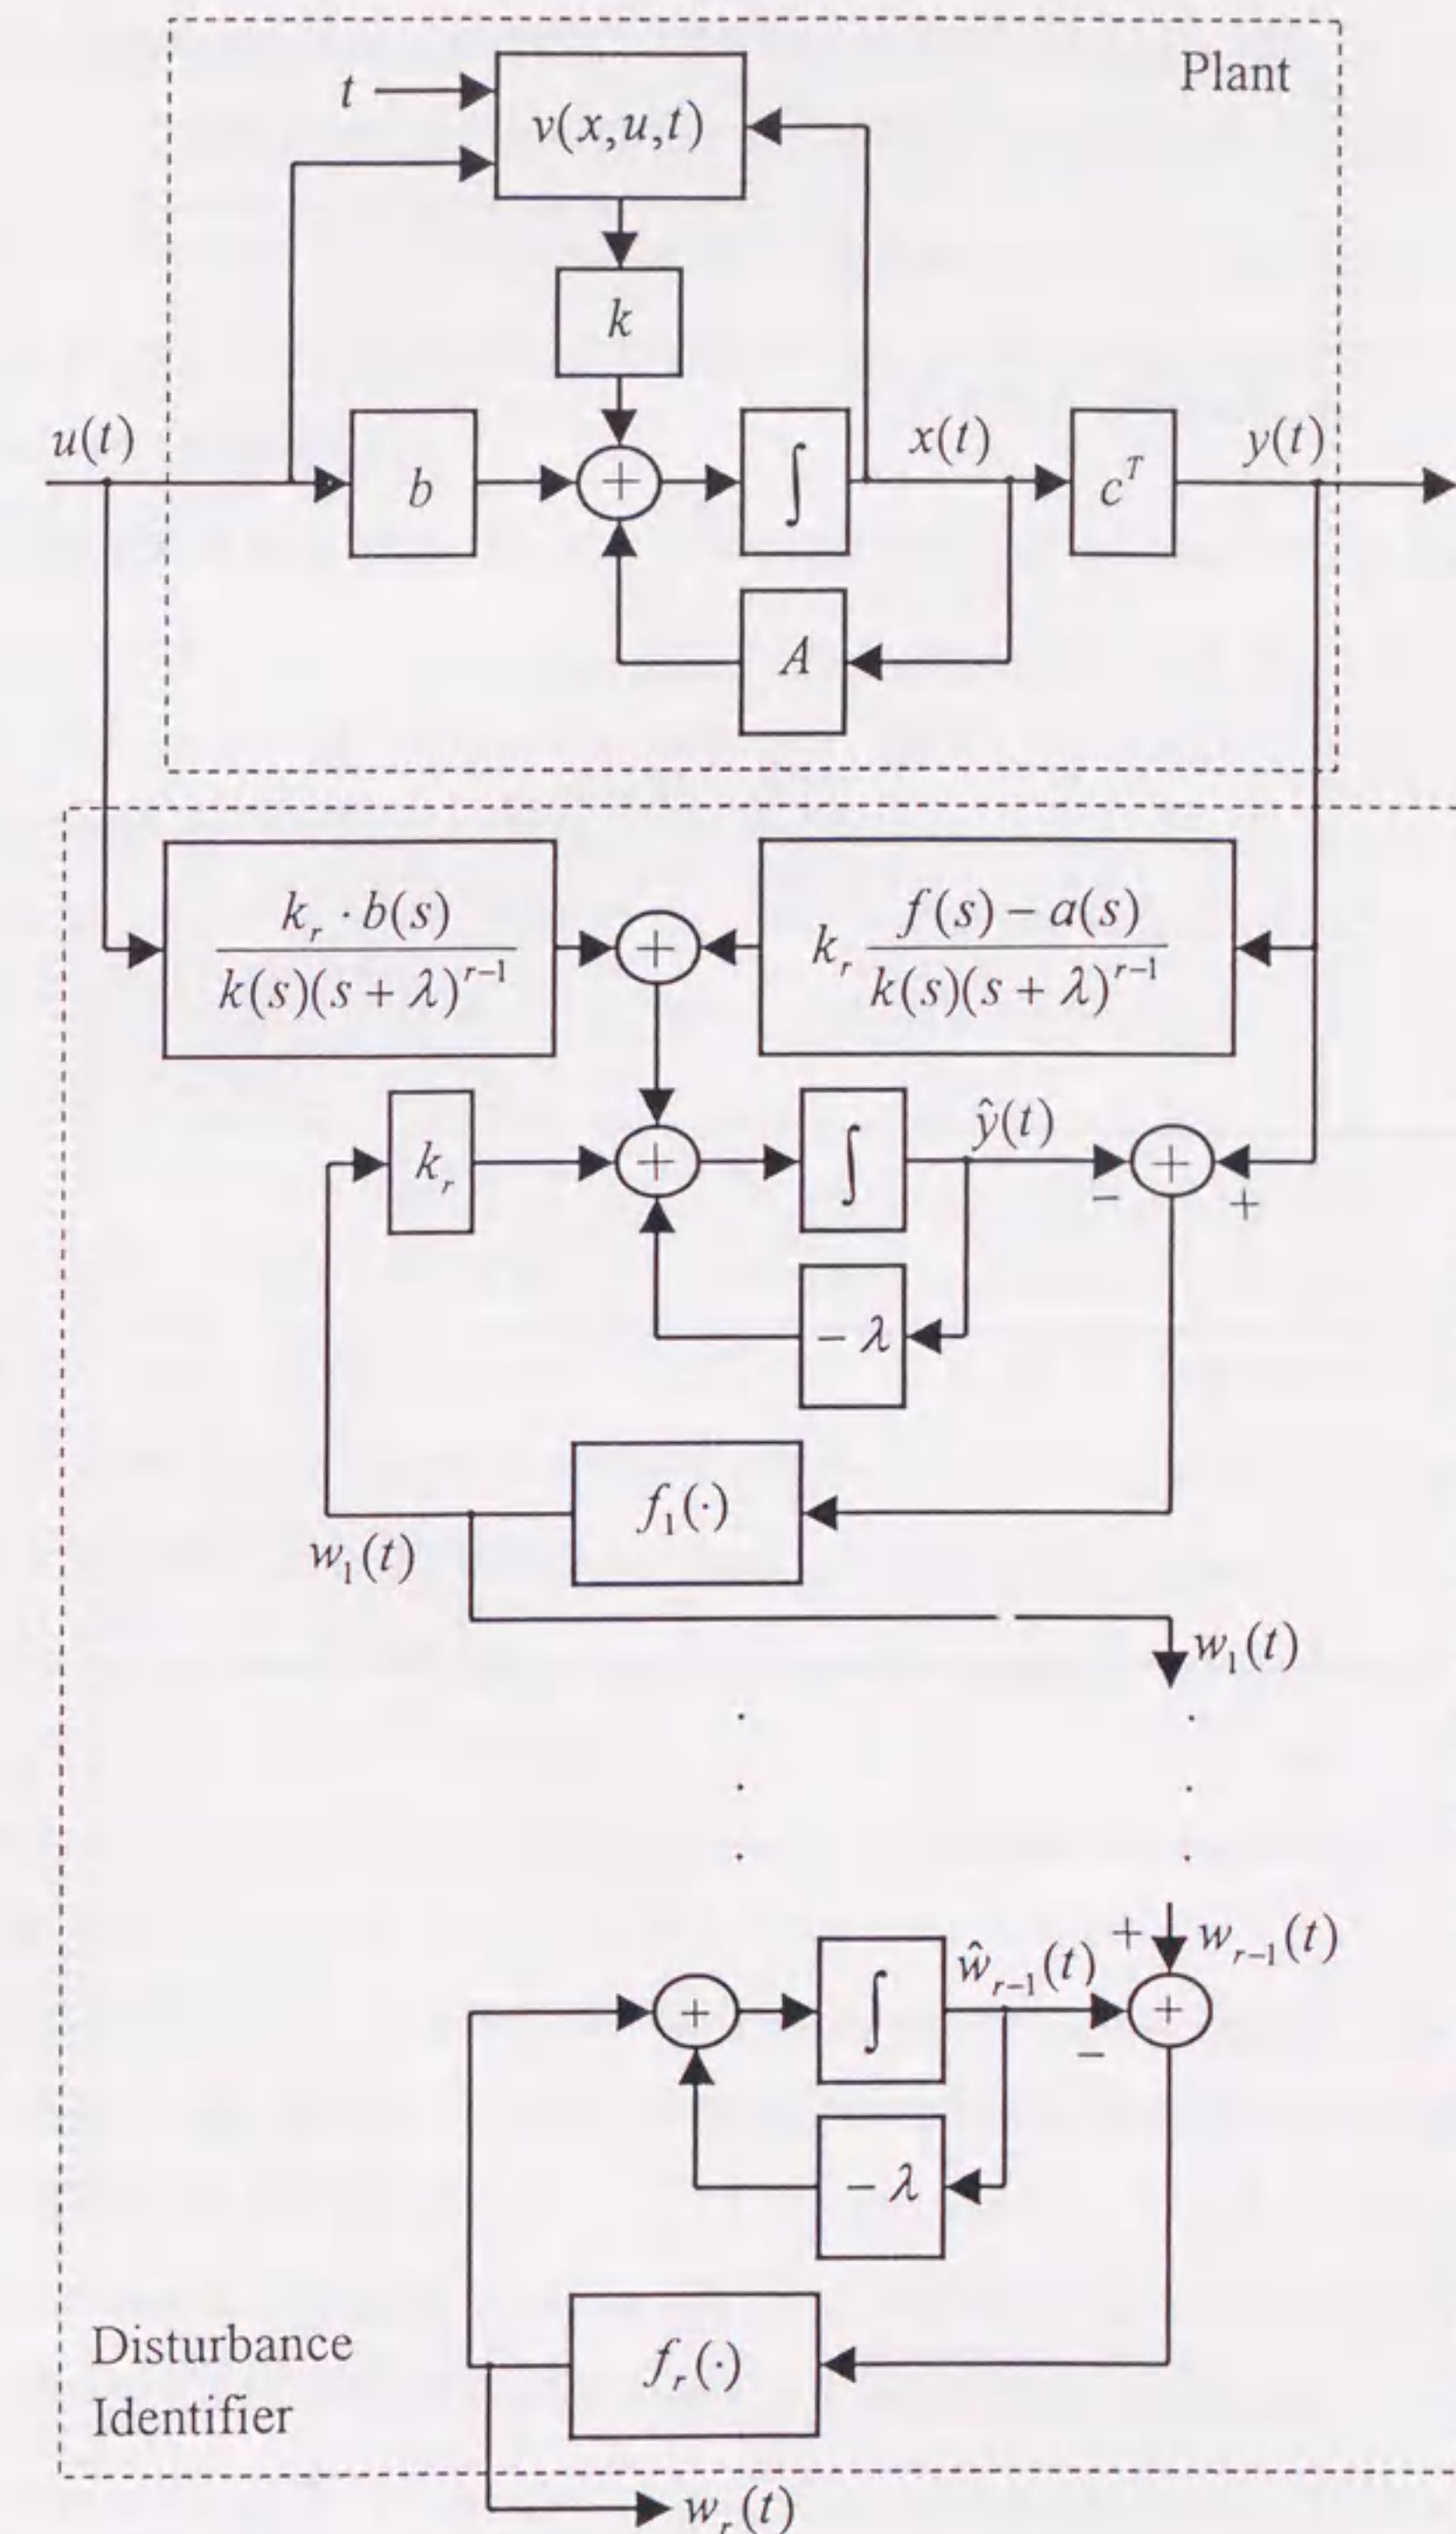 Plant
t
v(x,u,t)
k
u(t)
b
+
∫
x(t)
c^T
y(t)
A
k_r · b(s)
k(s)(s + λ)^{r−1}
+
k_r
f(s) − a(s)
k(s)(s + λ)^{r−1}
k_r
+
∫
ŷ(t)
−
+
+
− λ
f_1(·)
w_1(t)
w_1(t)
+
w_{r−1}(t)
+
∫
ŵ_{r−1}(t)
−
+
− λ
Disturbance
Identifier
f_r(·)
w_r(t)